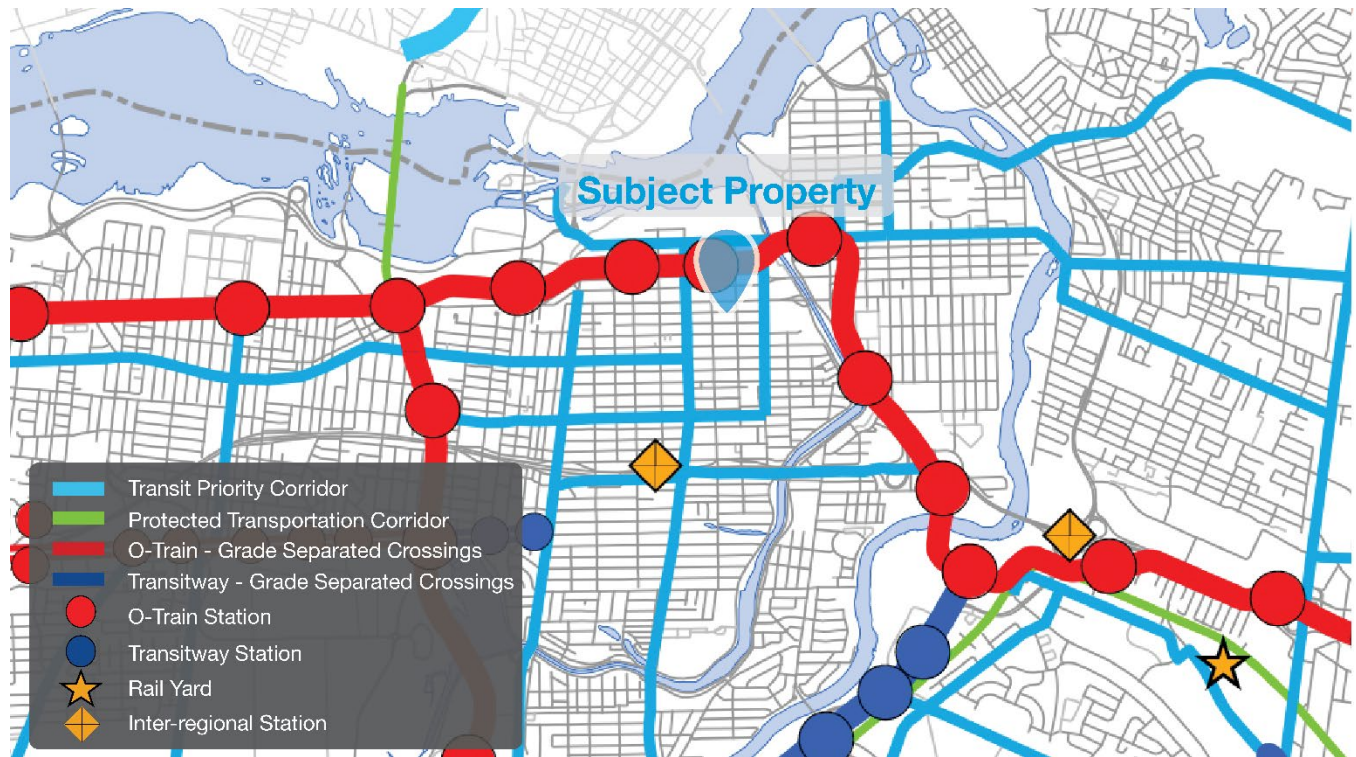 Subject Property
Transit Priority Corridor
Protected Transportation Corridor
O-Train - Grade Separated Crossings
Transitway - Grade Separated Crossings
O-Train Station
Transitway Station
Rail Yard
Inter-regional Station